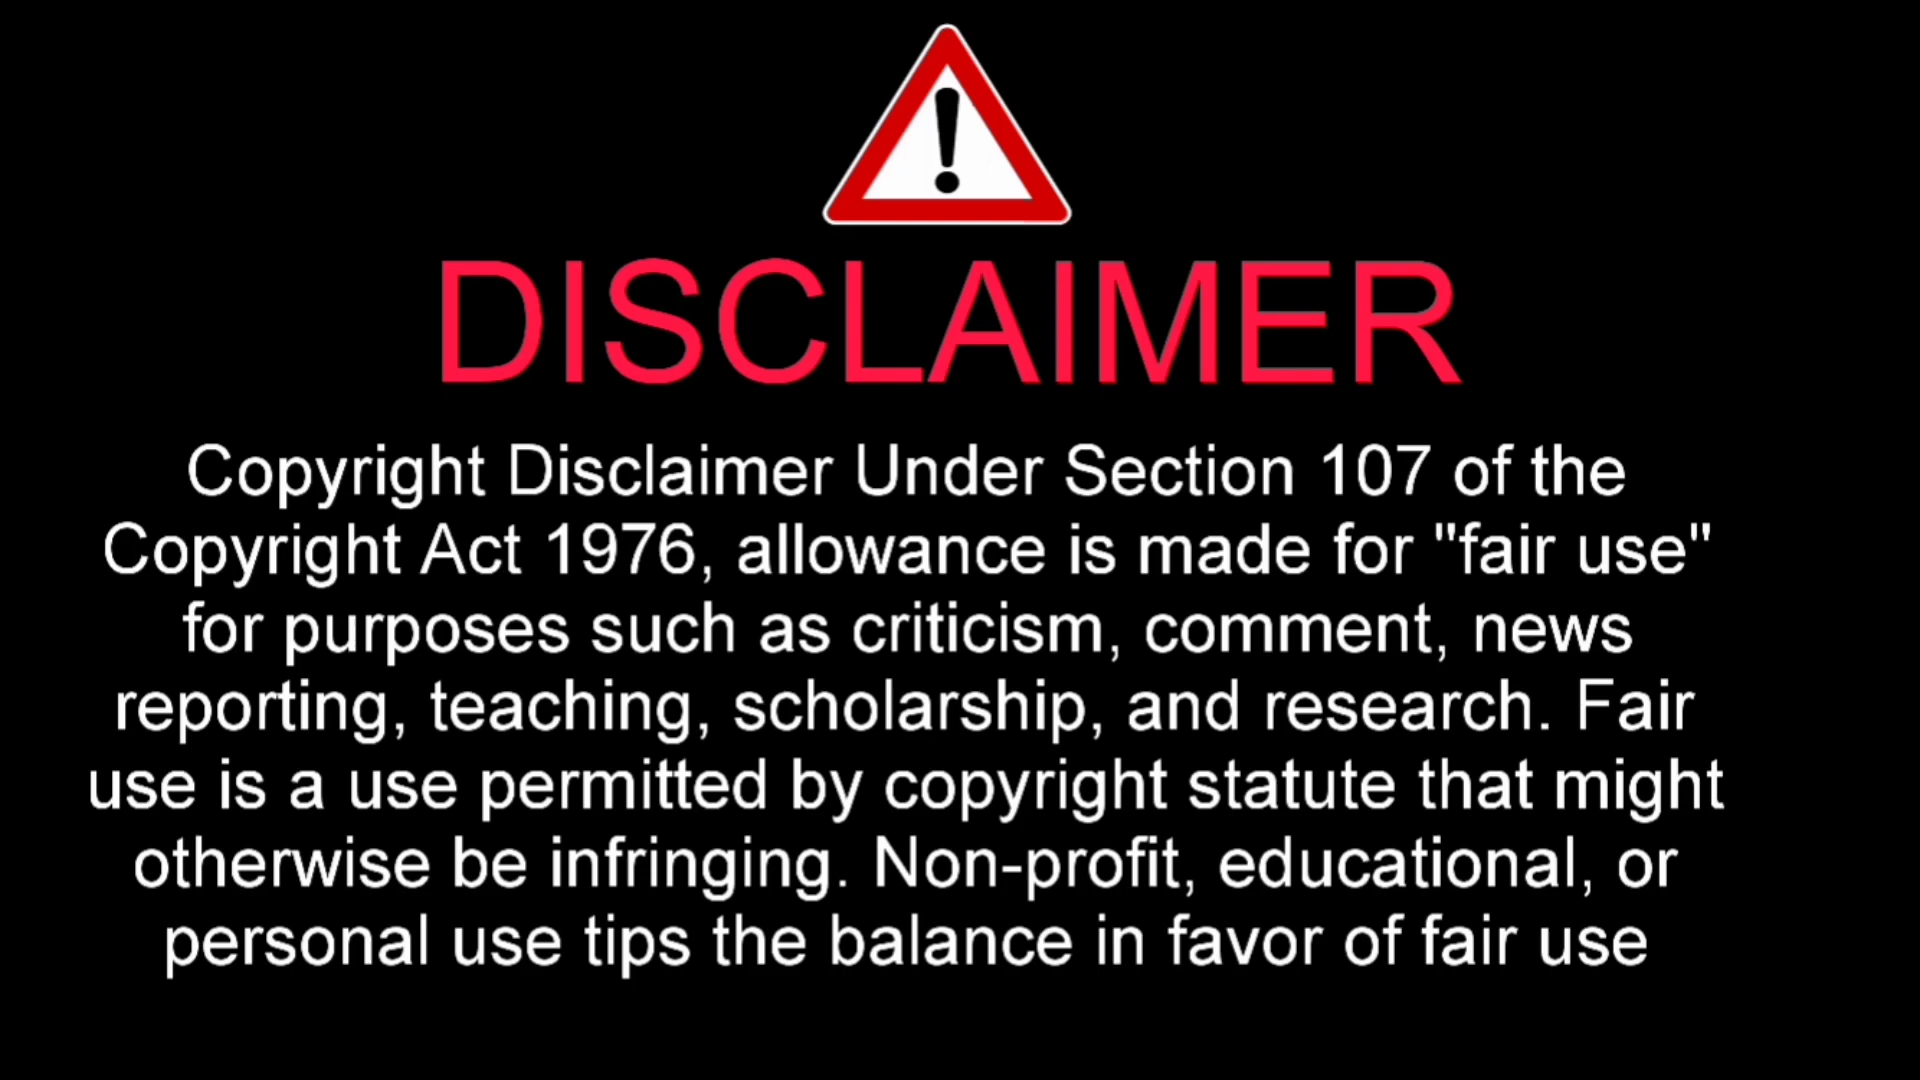 DISCLAIMER
Copyright Disclaimer Under Section 107 of the
Copyright Act 1976, allowance is made for "fair use"
for purposes such as criticism, comment, news
reporting, teaching, scholarship, and research. Fair
use is a use permitted by copyright statute that might
otherwise be infringing. Non-profit, educational, or
personal use tips the balance in favor of fair use